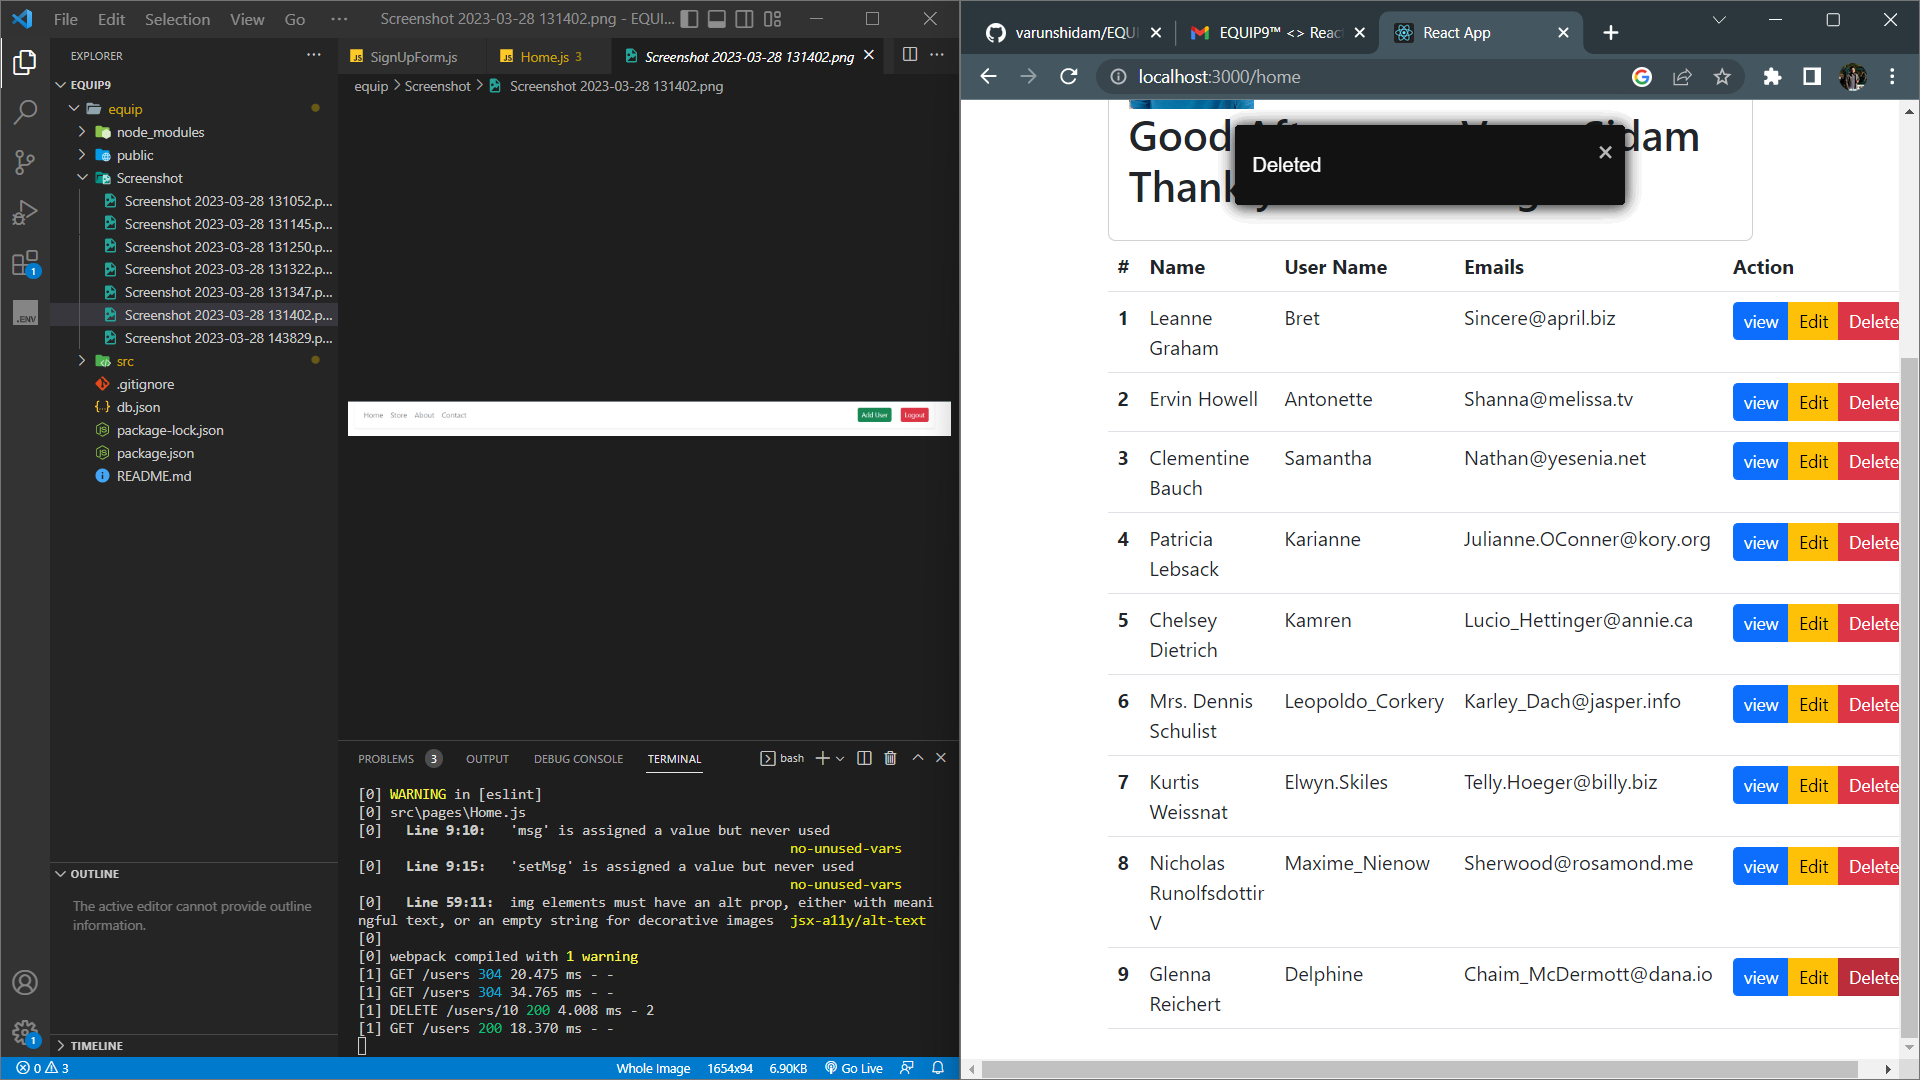 File Edit Selection View Go ··· Screenshot 2023-03-28 131402.png - EQUI...
EXPLORER
EQUIP9
equip
node_modules
public
Screenshot
Screenshot 2023-03-28 131052.p...
Screenshot 2023-03-28 131145.p...
Screenshot 2023-03-28 131250.p...
Screenshot 2023-03-28 131322.p...
Screenshot 2023-03-28 131347.p...
Screenshot 2023-03-28 131402.p...
Screenshot 2023-03-28 143829.p...
src
.gitignore
db.json
package-lock.json
package.json
README.md
.ENV
1
1
OUTLINE
The active editor cannot provide outline
information.
TIMELINE
JS SignUpForm.js JS Home.js 3 Screenshot 2023-03-28 131402.png
equip > Screenshot > Screenshot 2023-03-28 131402.png
Home Store About Contact Add User Logout
PROBLEMS 3 OUTPUT DEBUG CONSOLE TERMINAL bash
[0] WARNING in [eslint]
[0] src\pages\Home.js
[0] Line 9:10: 'msg' is assigned a value but never used
no-unused-vars
[0] Line 9:15: 'setMsg' is assigned a value but never used
no-unused-vars
[0] Line 59:11: img elements must have an alt prop, either with meani
ngful text, or an empty string for decorative images jsx-a11y/alt-text
[0]
[0] webpack compiled with 1 warning
[1] GET /users 304 20.475 ms - -
[1] GET /users 304 34.765 ms - -
[1] DELETE /users/10 200 4.008 ms - 2
[1] GET /users 200 18.370 ms - -
0 3 Whole Image 1654x94 6.90KB Go Live
varunshidam/EQUI EQUIP9™ <> Reac React App
localhost:3000/home
Good
dam
Thank
Deleted
# Name User Name Emails Action
1 Leanne Graham Bret Sincere@april.biz view Edit Delete
2 Ervin Howell Antonette Shanna@melissa.tv view Edit Delete
3 Clementine Bauch Samantha Nathan@yesenia.net view Edit Delete
4 Patricia Lebsack Karianne Julianne.OConner@kory.org view Edit Delete
5 Chelsey Dietrich Kamren Lucio_Hettinger@annie.ca view Edit Delete
6 Mrs. Dennis Schulist Leopoldo_Corkery Karley_Dach@jasper.info view Edit Delete
7 Kurtis Weissnat Elwyn.Skiles Telly.Hoeger@billy.biz view Edit Delete
8 Nicholas Runolfsdottir V Maxime_Nienow Sherwood@rosamond.me view Edit Delete
9 Glenna Reichert Delphine Chaim_McDermott@dana.io view Edit Delete